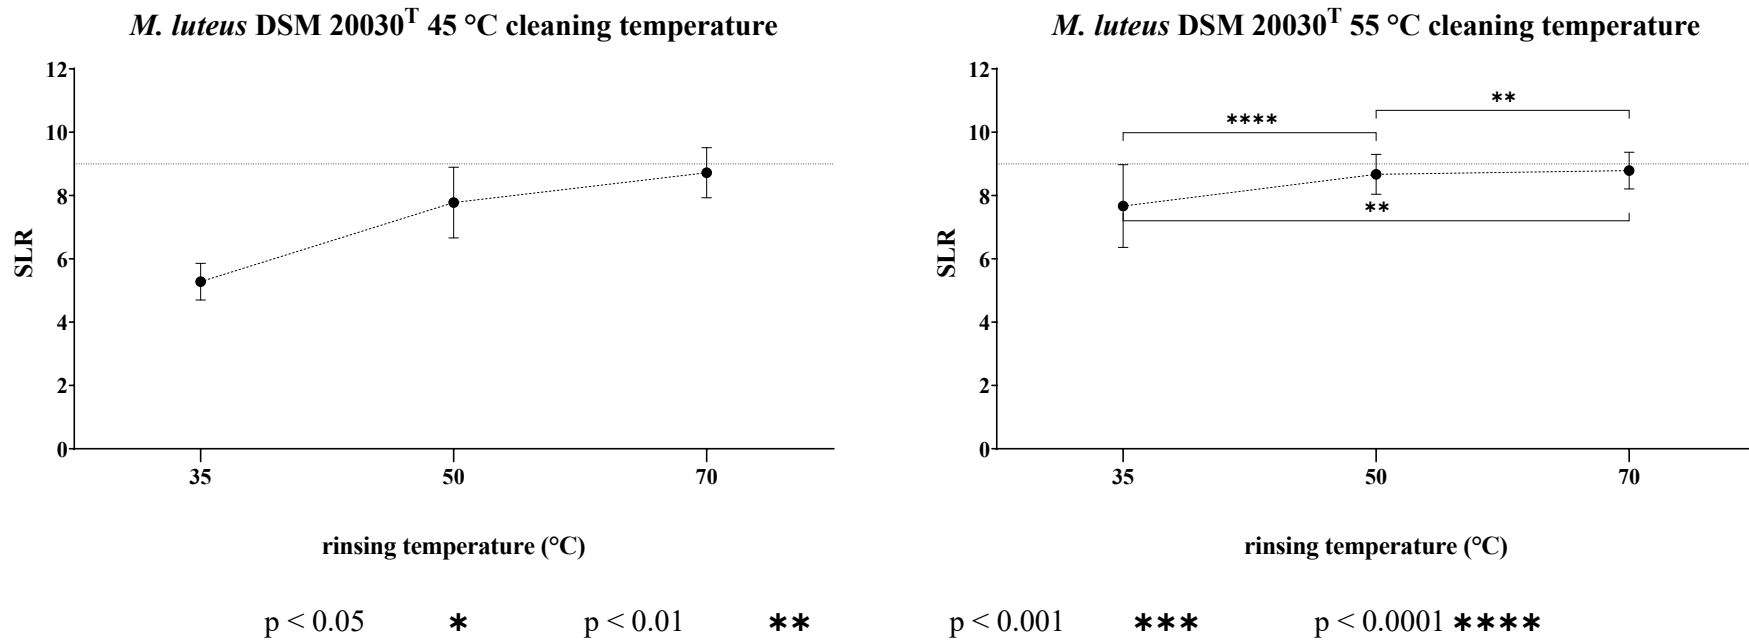 M. luteus DSM 20030T 45 °C cleaning temperature
12
10
8
6
4
2
0
SLR
35 50 70
rinsing temperature (°C)
M. luteus DSM 20030T 55 °C cleaning temperature
12
10
8
6
4
2
0
SLR
****
**
**
35 50 70
rinsing temperature (°C)
p < 0.05 * p < 0.01 ** p < 0.001 *** p < 0.0001 ****